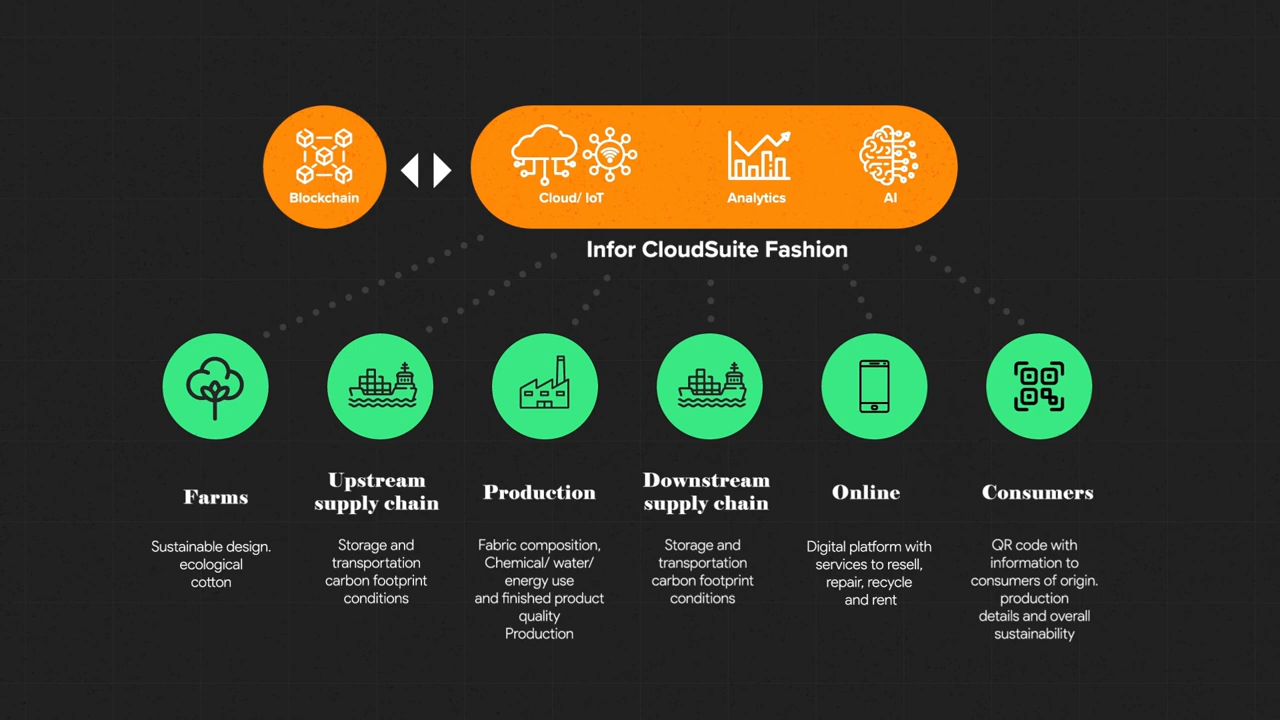 Blockchain
Cloud/ IoT
Analytics
AI
Infor CloudSuite Fashion
Farms
Sustainable design.
ecological
cotton
Upstream
supply chain
Storage and
transportation
carbon footprint
conditions
Production
Fabric composition,
Chemical/ water/
energy use
and finished product
quality
Production
Downstream
supply chain
Storage and
transportation
carbon footprint
conditions
Online
Digital platform with
services to resell,
repair, recycle
and rent
Consumers
QR code with
information to
consumers of origin.
production
details and overall
sustainability